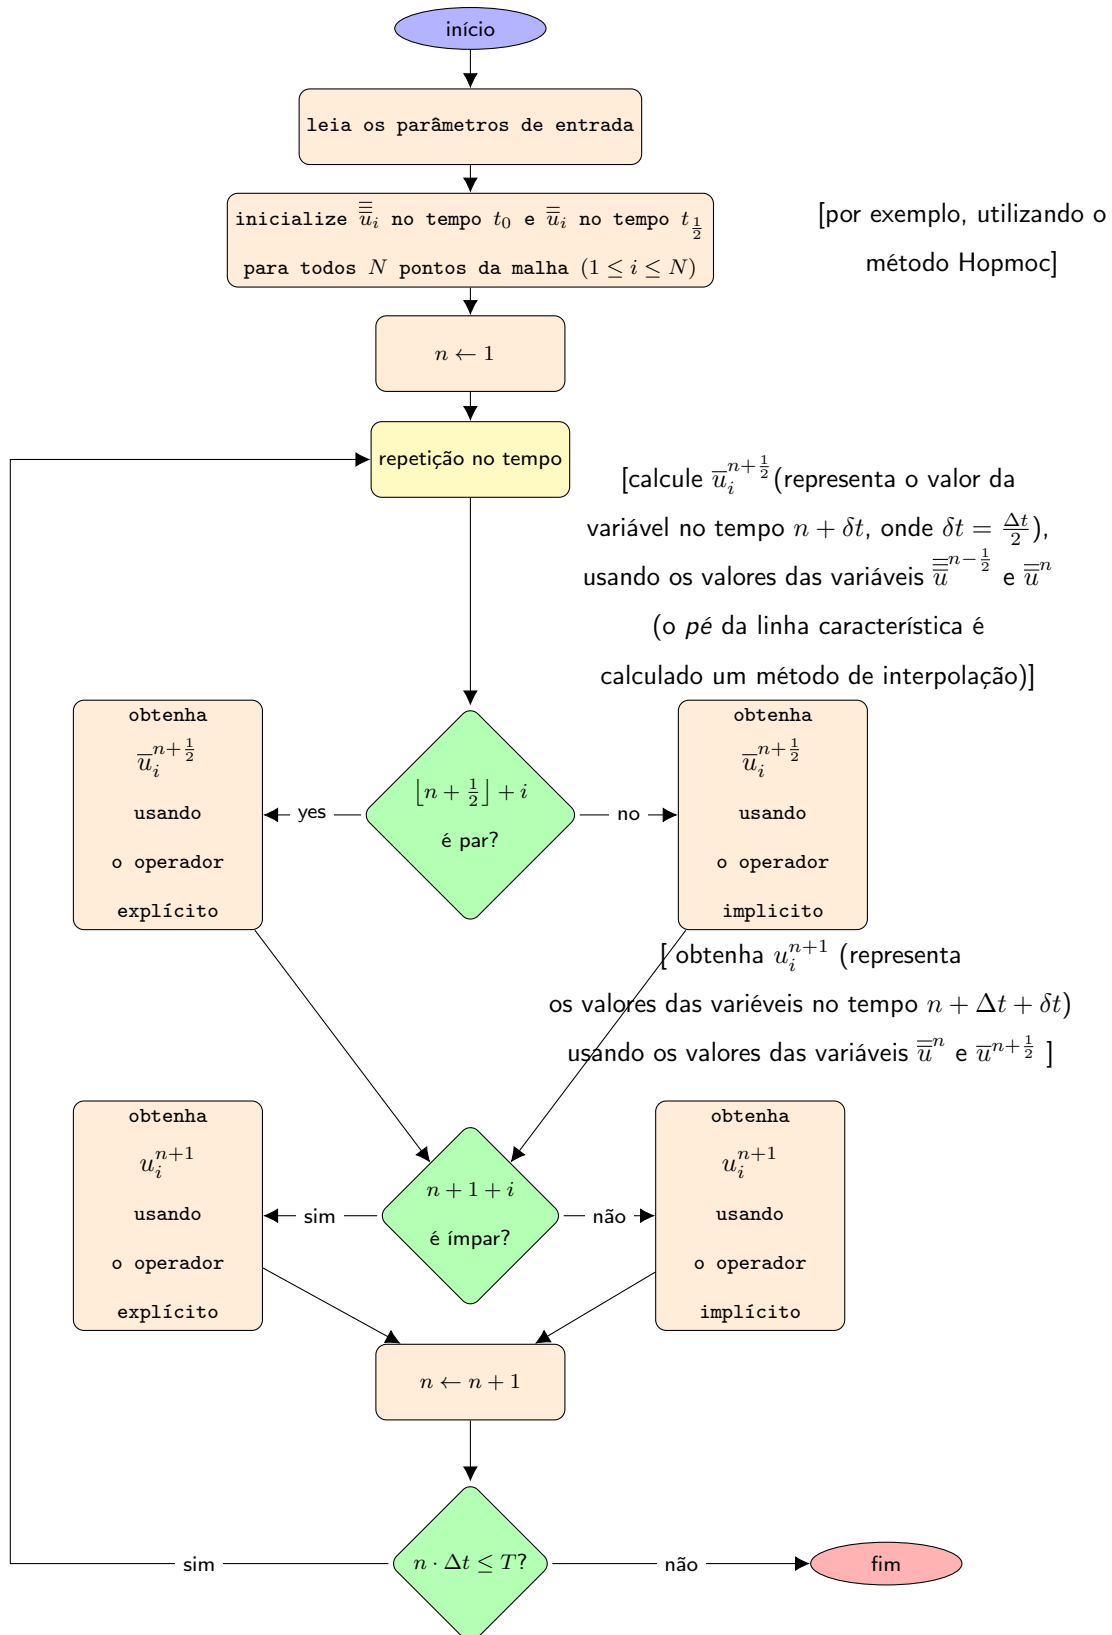 início
leia os parâmetros de entrada
inicialize $\overline{\overline{\overline{\overline{u}}}}_i$ no tempo $t_0$ e $\overline{\overline{u}}_i$ no tempo $t_{\frac{1}{2}}$
para todos $N$ pontos da malha $(1 \leq i \leq N)$
[por exemplo, utilizando o
método Hopmoc]
$n \leftarrow 1$
repetição no tempo
[calcule $\overline{u}_i^{n+\frac{1}{2}}$(representa o valor da
variável no tempo $n + \delta t$, onde $\delta t = \frac{\Delta t}{2}$),
usando os valores das variáveis $\overline{\overline{\overline{\overline{u}}}}^{n-\frac{1}{2}}$ e $\overline{\overline{u}}^n$
(o pé da linha característica é
calculado um método de interpolação)]
obtenha
$\overline{u}_i^{n+\frac{1}{2}}$
usando
o operador
explícito
yes
$\lfloor n + \frac{1}{2} \rfloor + i$
é par?
no
obtenha
$\overline{u}_i^{n+\frac{1}{2}}$
usando
o operador
implicito
[ obtenha $u_i^{n+1}$ (representa
os valores das variéveis no tempo $n + \Delta t + \delta t$)
usando os valores das variáveis $\overline{\overline{u}}^n$ e $\overline{u}^{n+\frac{1}{2}}$ ]
obtenha
$u_i^{n+1}$
usando
o operador
explícito
sim
$n + 1 + i$
é ímpar?
não
obtenha
$u_i^{n+1}$
usando
o operador
implícito
$n \leftarrow n + 1$
sim
$n \cdot \Delta t \leq T$?
não
fim